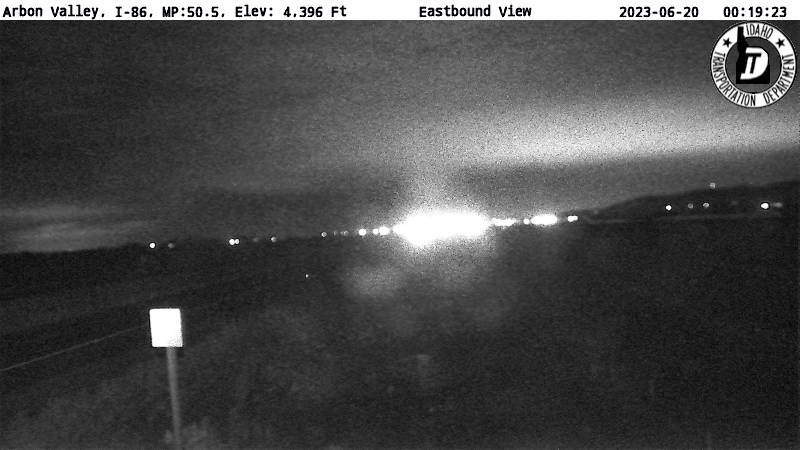 Arbon Valley, I-86, MP:50.5, Elev: 4,396 Ft Eastbound View 2023-06-20 00:19:23
IDAHO
TRANSPORTATION DEPARTMENT